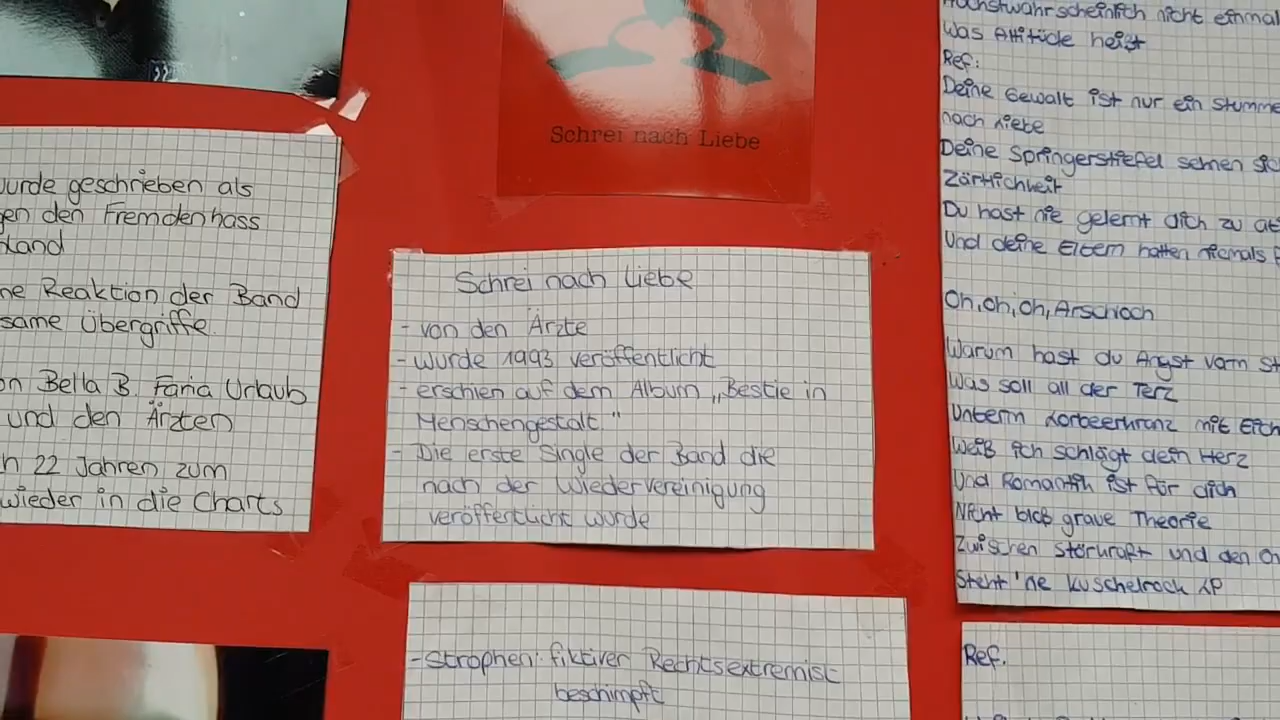 wurde geschrieben als
den Fremdenhass
ne Reaktion der Band
same Übergriffe.
Bella B. Faria Urlaub
und den Ärzten
22 Jahren zum
wieder in die Charts
Schrei nach Liebe
Schrei nach Liebe
- von den Ärzte
- wurde 1993 veröffentlicht
- erschien auf dem Album „Bestie in
Menschengestalt."
- Die erste Single der Band die
nach der Wiedervereinigung
veröffentlicht wurde
- Strophen: fiktiver Rechtsextremist
beschimpft
Höchstwahrscheinlich nicht einmal
Was Attitüde heißt
Ref:
Deine Gewalt ist nur ein stumme
nach Liebe
Deine Springerstiefel sehnen sic
Zärtlichkeit
Du hast nie gelernt dich zu
Und deine Eltern hatten niemals
Oh, oh, oh, Arschloch
Warum hast du Angst vorm St
Was soll all der Terz
Unterm Lorbeerkranz mit Eich
Weiß ich schlägt dein Herz
Und Romantik ist für dich
Nicht bloß graue Theorie
Zwischen Störkraft und den On
Steht 'ne Kuschelrock LP
Ref.